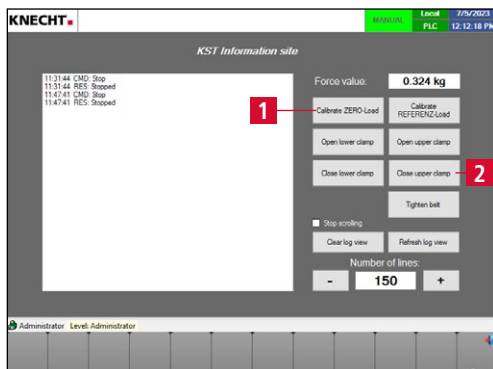 KNECHT
MANUAL
Local
PLC
7/5/2023
12:12:18 PM
KST Information site
11:31:44 CMD: Stop
11:31:44 RES: Stopped
11:47:41 CMD: Stop
11:47:41 RES: Stopped
Force value:
0.324 kg
1
Calibrate ZERO-Load
Calibrate
REFERENZ-Load
Open lower clamp
Open upper clamp
Close lower clamp
Close upper clamp
2
Tighten belt
Stop scrolling
Clear log view
Refresh log view
Number of lines:
-
150
+
Administrator Level: Administrator